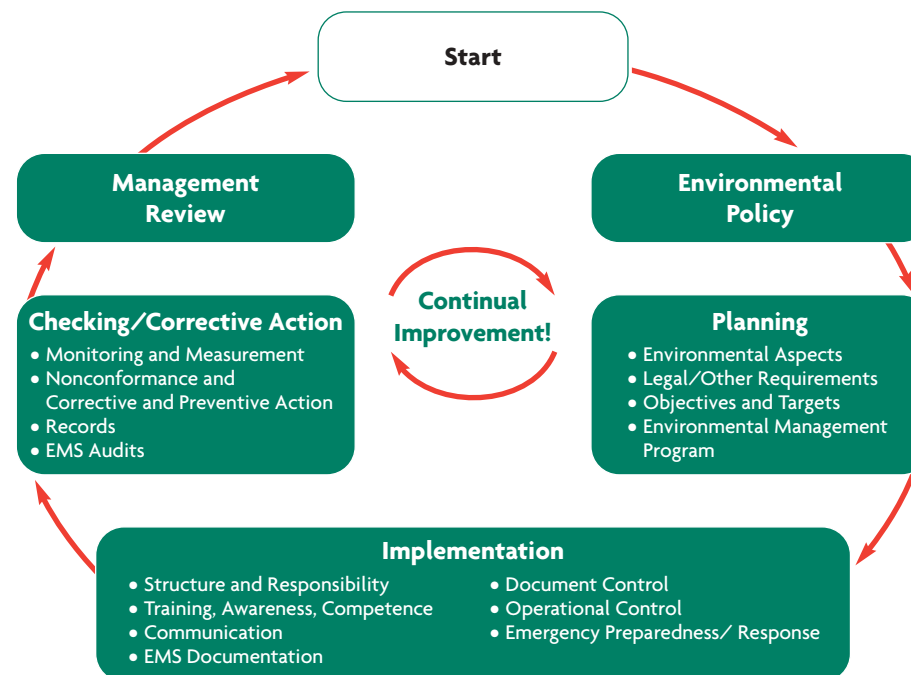 Start
Management
Review
Environmental
Policy
Continual
Improvement!
Checking/Corrective Action
• Monitoring and Measurement
• Nonconformance and
Corrective and Preventive Action
• Records
• EMS Audits
Planning
• Environmental Aspects
• Legal/Other Requirements
• Objectives and Targets
• Environmental Management
Program
Implementation
• Structure and Responsibility
• Training, Awareness, Competence
• Communication
• EMS Documentation
• Document Control
• Operational Control
• Emergency Preparedness/ Response